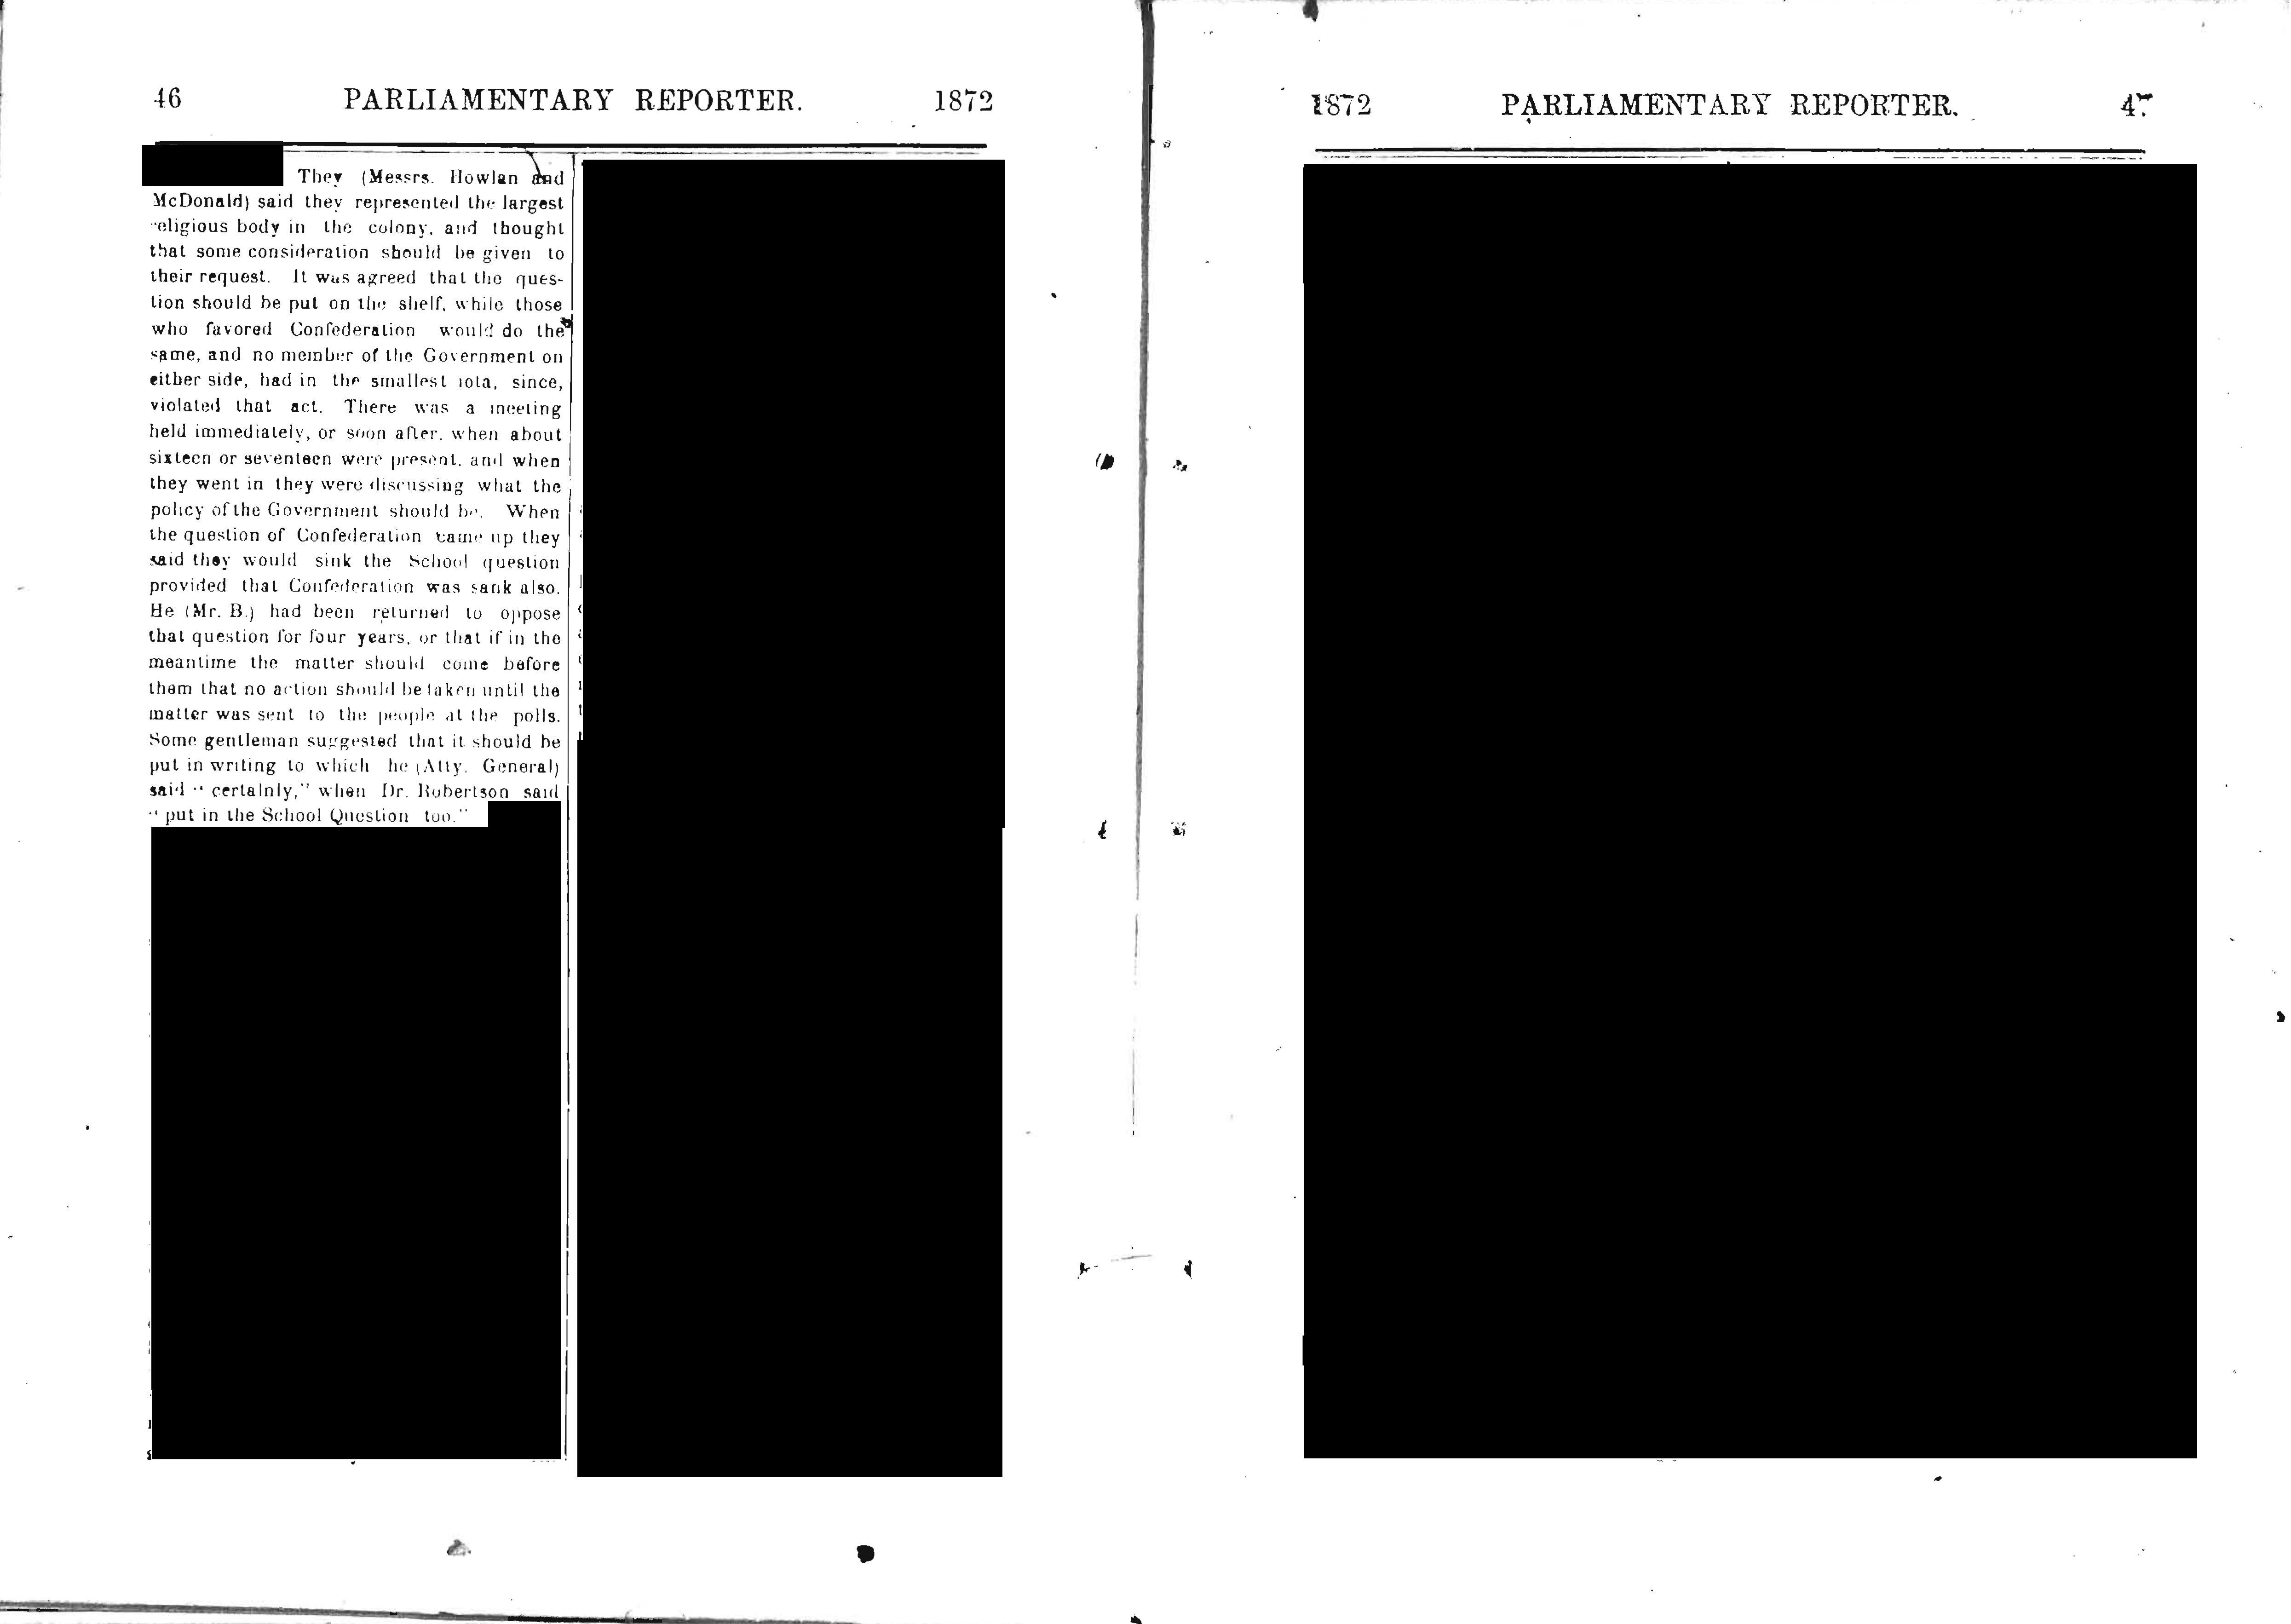 46 PARLIAMENTARY REPORTER. 1872
They (Messrs. Howlan and
McDonald) said they represented the largest
religious body in the colony, and thought
that some consideration should be given to
their request. It was agreed that the ques-
tion should be put on the shelf, while those
who favored Confederation would do the
same, and no member of the Government on
either side, had in the smallest iota, since,
violated that act. There was a meeting
held immediately, or soon after, when about
sixteen or seventeen were present, and when
they went in they were discussing what the
policy of the Government should be. When
the question of Confederation came up they
said they would sink the School question
provided that Confederation was sank also.
He (Mr. B.) had been returned to oppose
that question for four years, or that if in the
meantime the matter should come before
them that no action should be taken until the
matter was sent to the people at the polls.
Some gentleman suggested that it should be
put in writing to which he (Atty. General)
said "certainly," when Dr. Robertson said
"put in the School Question too."
1872 PARLIAMENTARY REPORTER.